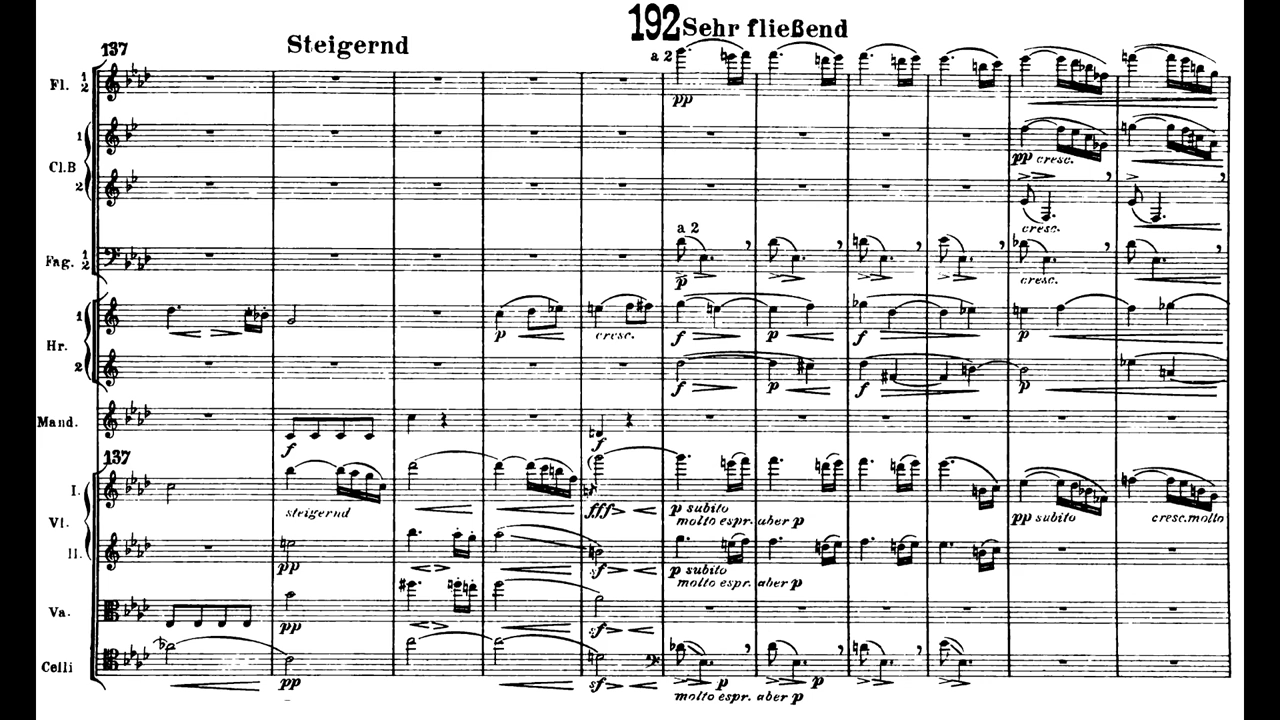 192 Sehr fließend
137 Steigernd
a 2
Fl. 1 2
pp
1
Cl.B
pp cresc.
2
cresc.
a 2
Fag. 1 2
p
cresc.
1
p cresc. f p f p
Hr.
2
f p f p
Mand.
f f
137
I.
steigernd fff p subito pp subito cresc. molto
molto espr. aber p
Vl.
II.
pp sf p subito
molto espr. aber p
Va.
pp sf
Celli
pp sf p p
molto espr. aber p